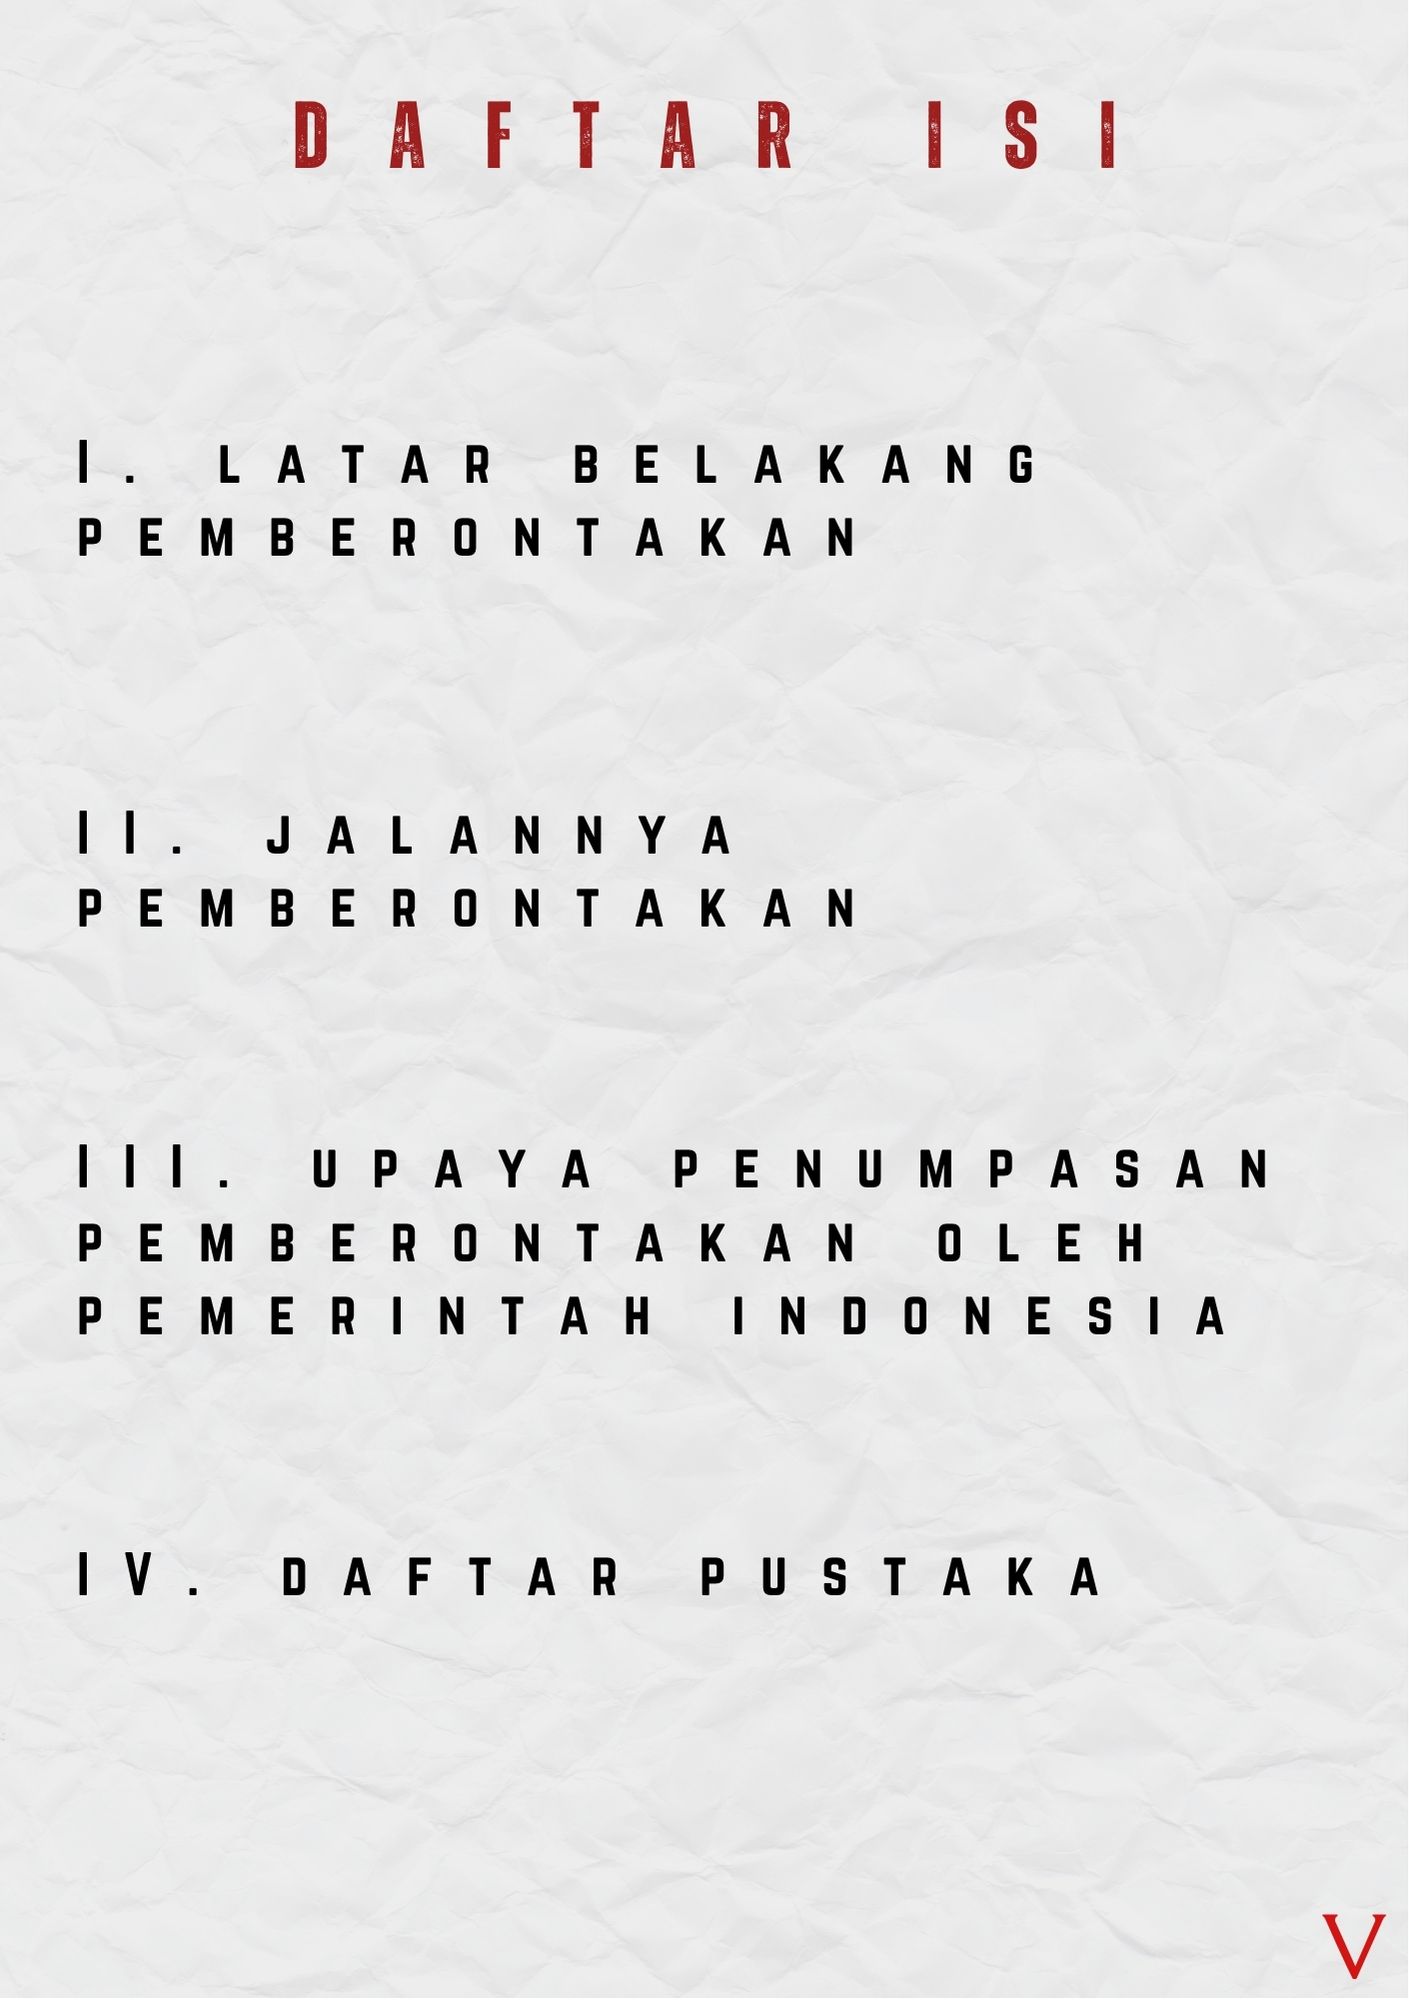 DAFTAR ISI
I. LATAR BELAKANG
PEMBERONTAKAN
II. JALANNYA
PEMBERONTAKAN
III. UPAYA PENUMPASAN
PEMBERONTAKAN OLEH
PEMERINTAH INDONESIA
IV. DAFTAR PUSTAKA
V